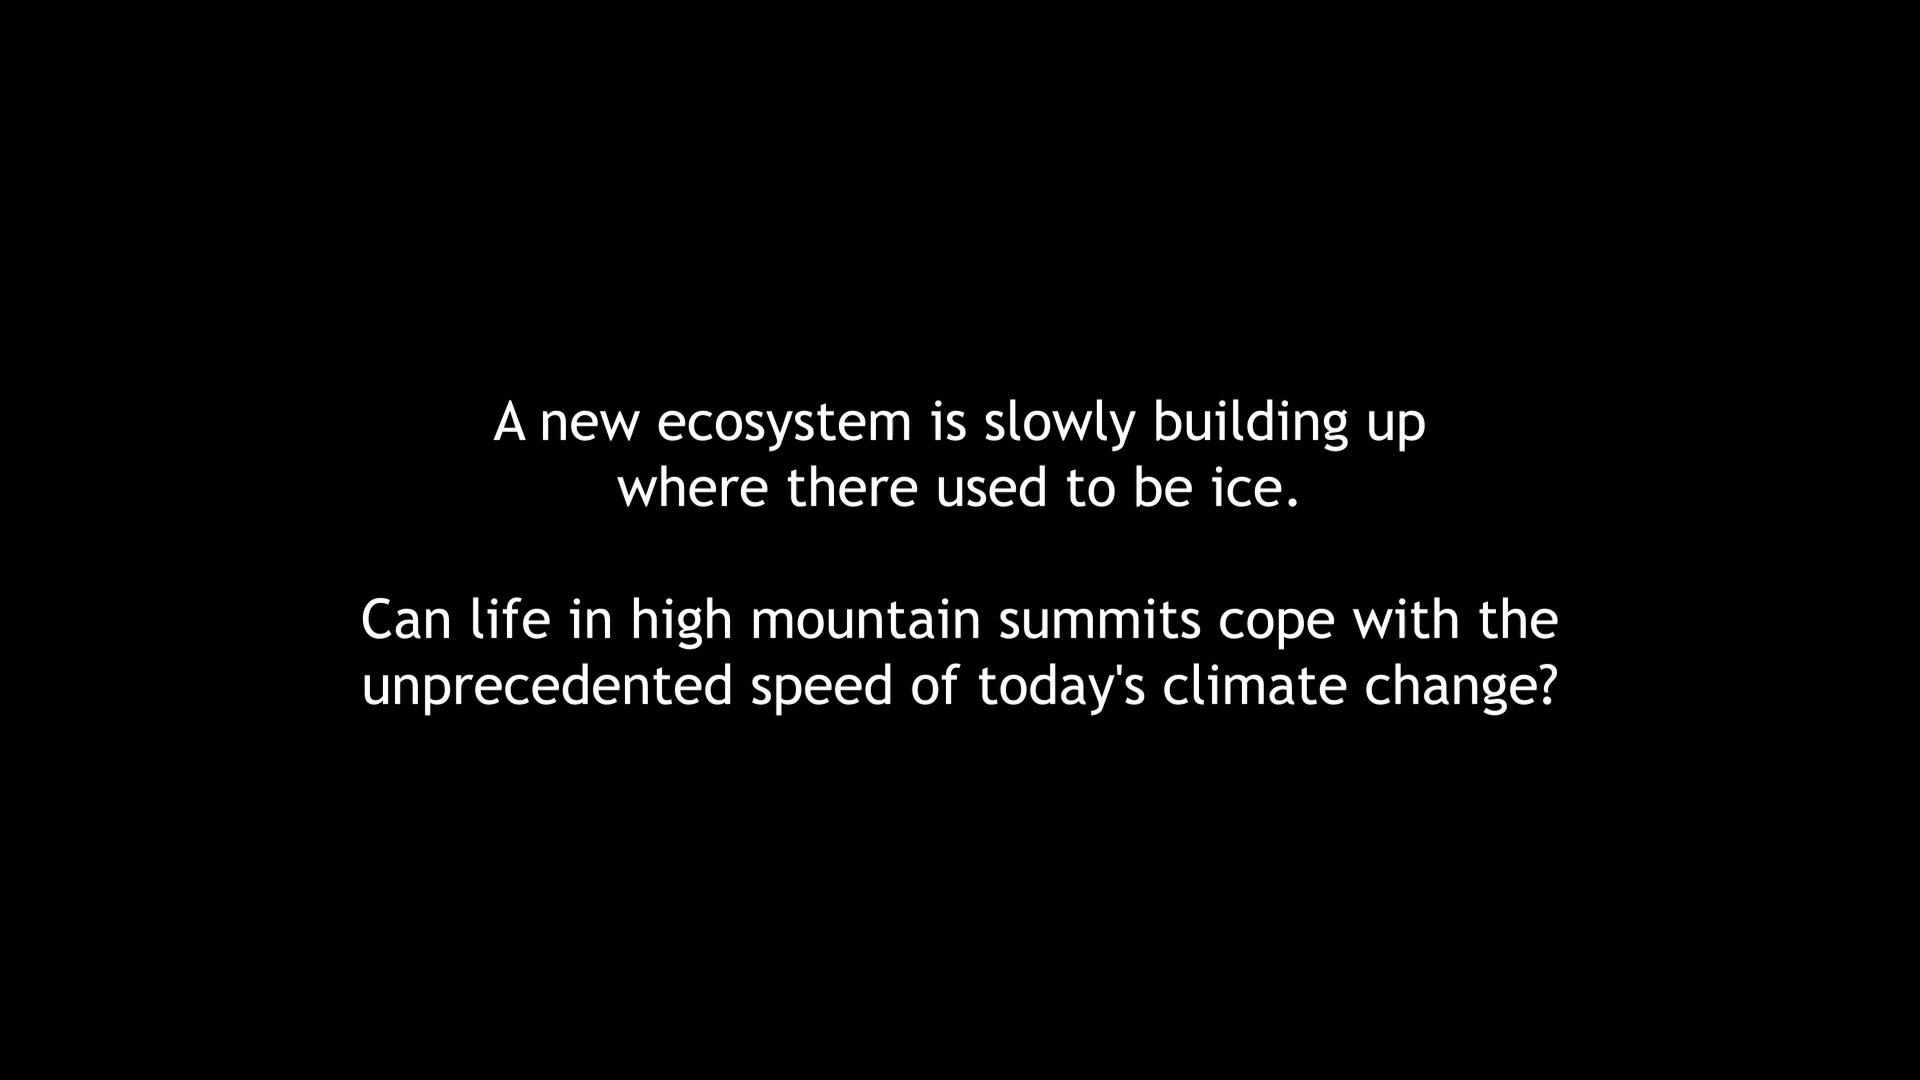 A new ecosystem is slowly building up
where there used to be ice.
Can life in high mountain summits cope with the
unprecedented speed of today's climate change?